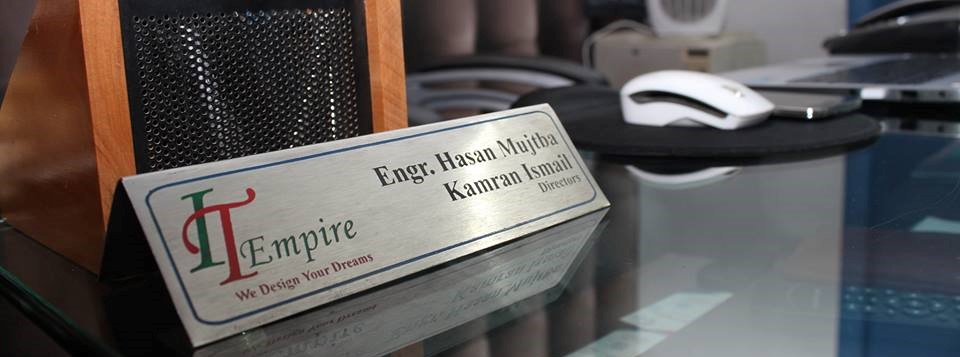 IT Empire
We Design Your Dreams
Engr. Hasan Mujtba
Kamran Ismail
Directors